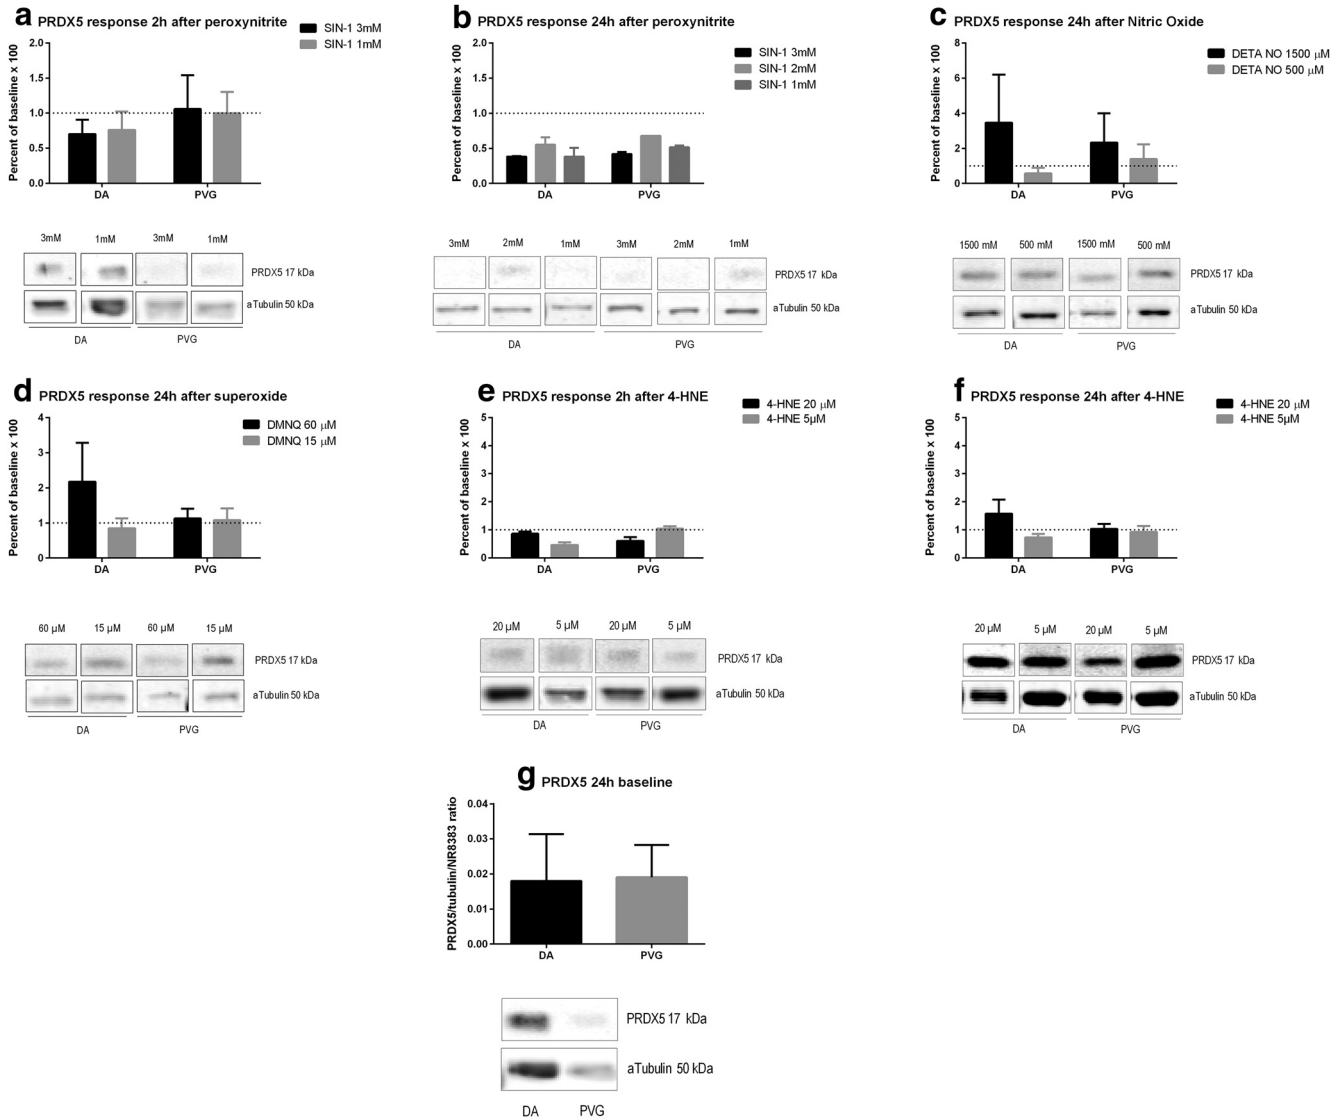 a PRDX5 response 2h after peroxynitrite
SIN-1 3mM
SIN-1 1mM
Percent of baseline x 100
2.0
1.5
1.0
0.5
0.0
DA PVG
3mM 1mM 3mM 1mM
PRDX5 17 kDa
aTubulin 50 kDa
DA PVG
b PRDX5 response 24h after peroxynitrite
SIN-1 3mM
SIN-1 2mM
SIN-1 1mM
Percent of baseline x 100
2.0
1.5
1.0
0.5
0.0
DA PVG
3mM 2mM 1mM 3mM 2mM 1mM
PRDX5 17 kDa
aTubulin 50 kDa
DA PVG
c PRDX5 response 24h after Nitric Oxide
DETA NO 1500 μM
DETA NO 500 μM
Percent of baseline x 100
8
6
4
2
0
DA PVG
1500 mM 500 mM 1500 mM 500 mM
PRDX5 17 kDa
aTubulin 50 kDa
DA PVG
d PRDX5 response 24h after superoxide
DMNQ 60 μM
DMNQ 15 μM
Percent of baseline x 100
4
3
2
1
0
DA PVG
60 μM 15 μM 60 μM 15 μM
PRDX5 17 kDa
aTubulin 50 kDa
DA PVG
e PRDX5 response 2h after 4-HNE
4-HNE 20 μM
4-HNE 5μM
Percent of baseline x 100
5
4
3
2
1
0
DA PVG
20 μM 5 μM 20 μM 5 μM
PRDX5 17 kDa
aTubulin 50 kDa
DA PVG
f PRDX5 response 24h after 4-HNE
4-HNE 20 μM
4-HNE 5μM
Percent of baseline x 100
5
4
3
2
1
0
DA PVG
20 μM 5 μM 20 μM 5 μM
PRDX5 17 kDa
aTubulin 50 kDa
DA PVG
g PRDX5 24h baseline
PRDX5/tubulin/NR8383 ratio
0.04
0.03
0.02
0.01
0.00
DA PVG
PRDX5 17 kDa
aTubulin 50 kDa
DA PVG